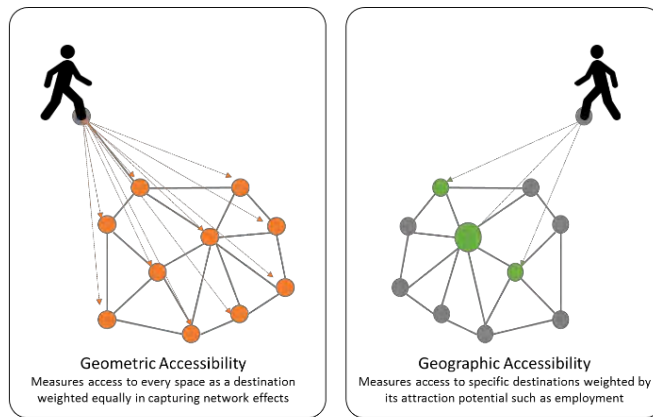 Geometric Accessibility
Measures access to every space as a destination
weighted equally in capturing network effects
Geographic Accessibility
Measures access to specific destinations weighted by
its attraction potential such as employment